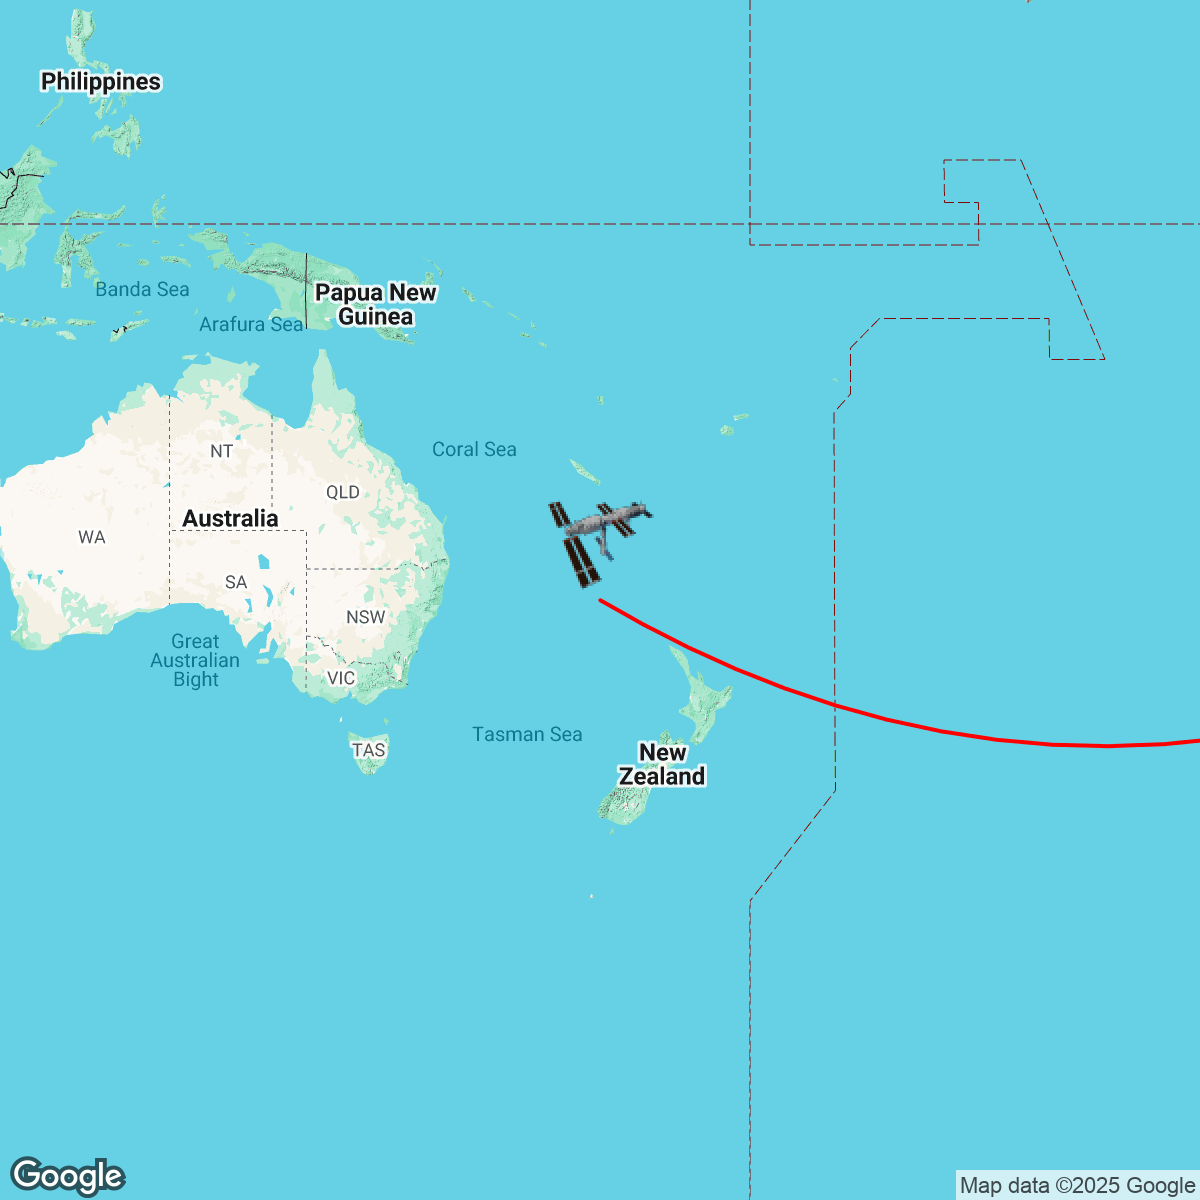 Philippines
Banda Sea
Papua New
Guinea
Arafura Sea
NT
Coral Sea
QLD
Australia
WA
SA
NSW
Great
Australian
Bight
VIC
Tasman Sea
TAS
New
Zealand
Google
Map data ©2025 Google